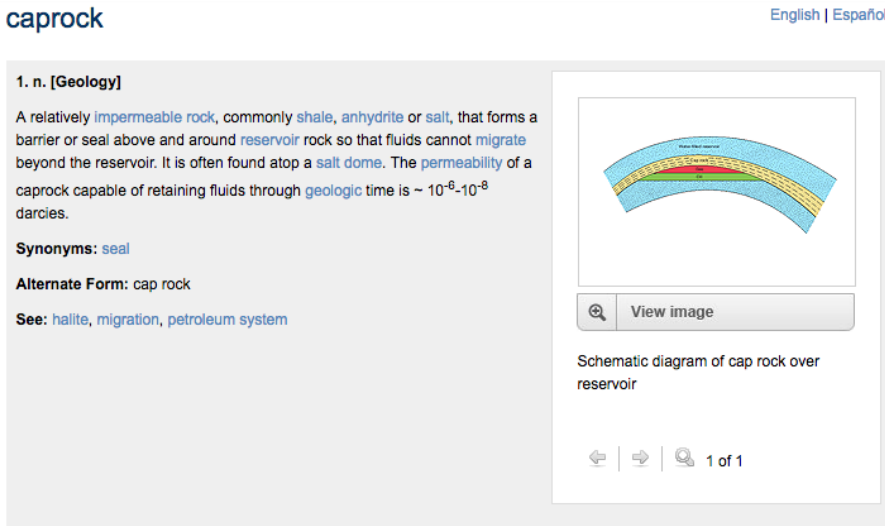 caprock
English | Español
1. n. [Geology]
A relatively impermeable rock, commonly shale, anhydrite or salt, that forms a
barrier or seal above and around reservoir rock so that fluids cannot migrate
beyond the reservoir. It is often found atop a salt dome. The permeability of a
caprock capable of retaining fluids through geologic time is ~ 10-6-10-8
darcies.
Synonyms: seal
Alternate Form: cap rock
See: halite, migration, petroleum system
Cap rock
View image
Schematic diagram of cap rock over
reservoir
1 of 1